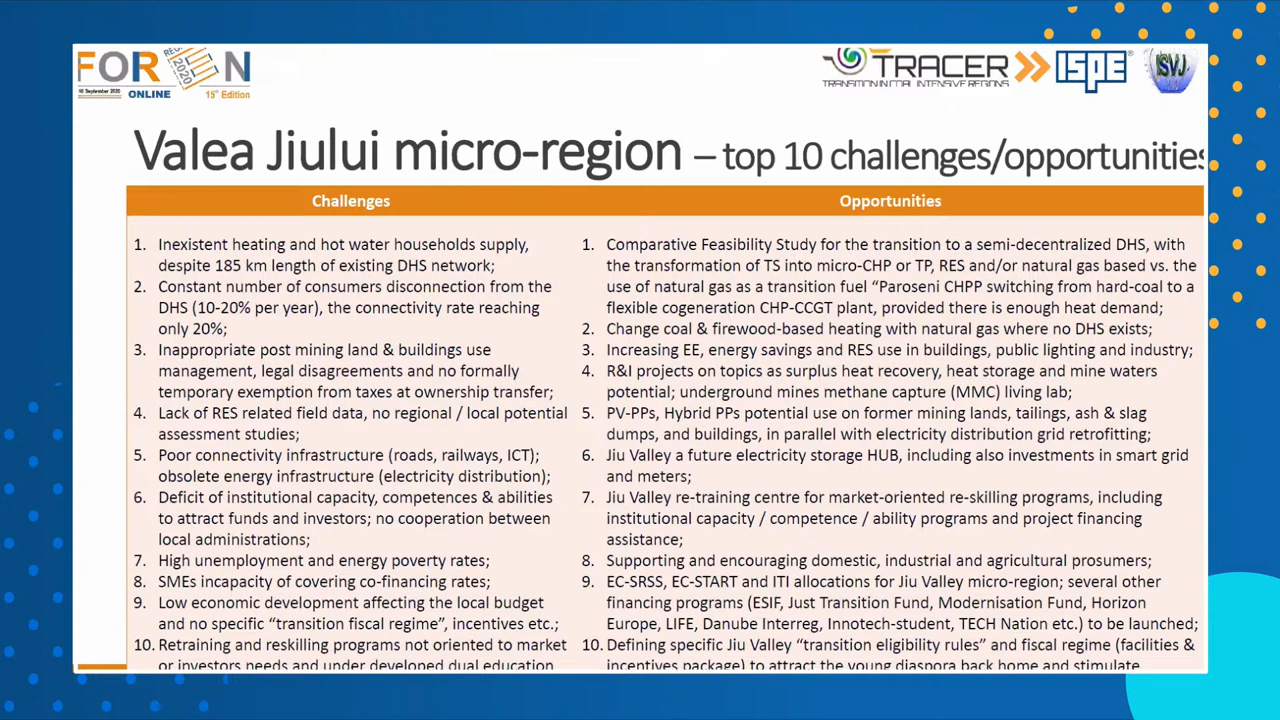 FOREN
REGIONAL
2020
10 September 2020
ONLINE
15th Edition
TRACER
TRANSITION IN COAL INTENSIVE REGIONS
ISPE®
ISVJ
Valea Jiului micro-region – top 10 challenges/opportunities
Challenges
1. Inexistent heating and hot water households supply,
despite 185 km length of existing DHS network;
2. Constant number of consumers disconnection from the
DHS (10-20% per year), the connectivity rate reaching
only 20%;
3. Inappropriate post mining land & buildings use
management, legal disagreements and no formally
temporary exemption from taxes at ownership transfer;
4. Lack of RES related field data, no regional / local potential
assessment studies;
5. Poor connectivity infrastructure (roads, railways, ICT);
obsolete energy infrastructure (electricity distribution);
6. Deficit of institutional capacity, competences & abilities
to attract funds and investors; no cooperation between
local administrations;
7. High unemployment and energy poverty rates;
8. SMEs incapacity of covering co-financing rates;
9. Low economic development affecting the local budget
and no specific “transition fiscal regime”, incentives etc.;
10. Retraining and reskilling programs not oriented to market
or investors needs and under developed dual education
Opportunities
1. Comparative Feasibility Study for the transition to a semi-decentralized DHS, with
the transformation of TS into micro-CHP or TP, RES and/or natural gas based vs. the
use of natural gas as a transition fuel “Paroseni CHPP switching from hard-coal to a
flexible cogeneration CHP-CCGT plant, provided there is enough heat demand;
2. Change coal & firewood-based heating with natural gas where no DHS exists;
3. Increasing EE, energy savings and RES use in buildings, public lighting and industry;
4. R&I projects on topics as surplus heat recovery, heat storage and mine waters
potential; underground mines methane capture (MMC) living lab;
5. PV-PPs, Hybrid PPs potential use on former mining lands, tailings, ash & slag
dumps, and buildings, in parallel with electricity distribution grid retrofitting;
6. Jiu Valley a future electricity storage HUB, including also investments in smart grid
and meters;
7. Jiu Valley re-training centre for market-oriented re-skilling programs, including
institutional capacity / competence / ability programs and project financing
assistance;
8. Supporting and encouraging domestic, industrial and agricultural prosumers;
9. EC-SRSS, EC-START and ITI allocations for Jiu Valley micro-region; several other
financing programs (ESIF, Just Transition Fund, Modernisation Fund, Horizon
Europe, LIFE, Danube Interreg, Innotech-student, TECH Nation etc.) to be launched;
10. Defining specific Jiu Valley “transition eligibility rules” and fiscal regime (facilities &
incentives package) to attract the young diaspora back home and stimulate